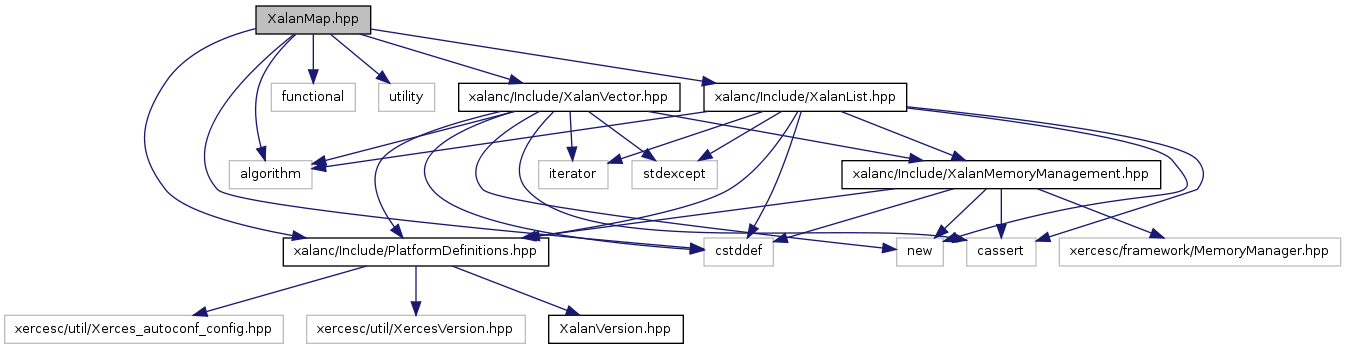 XalanMap.hpp
functional
utility
xalanc/Include/XalanVector.hpp
xalanc/Include/XalanList.hpp
algorithm
iterator
stdexcept
xalanc/Include/XalanMemoryManagement.hpp
xalanc/Include/PlatformDefinitions.hpp
cstddef
new
cassert
xercesc/framework/MemoryManager.hpp
xercesc/util/Xerces_autoconf_config.hpp
xercesc/util/XercesVersion.hpp
XalanVersion.hpp